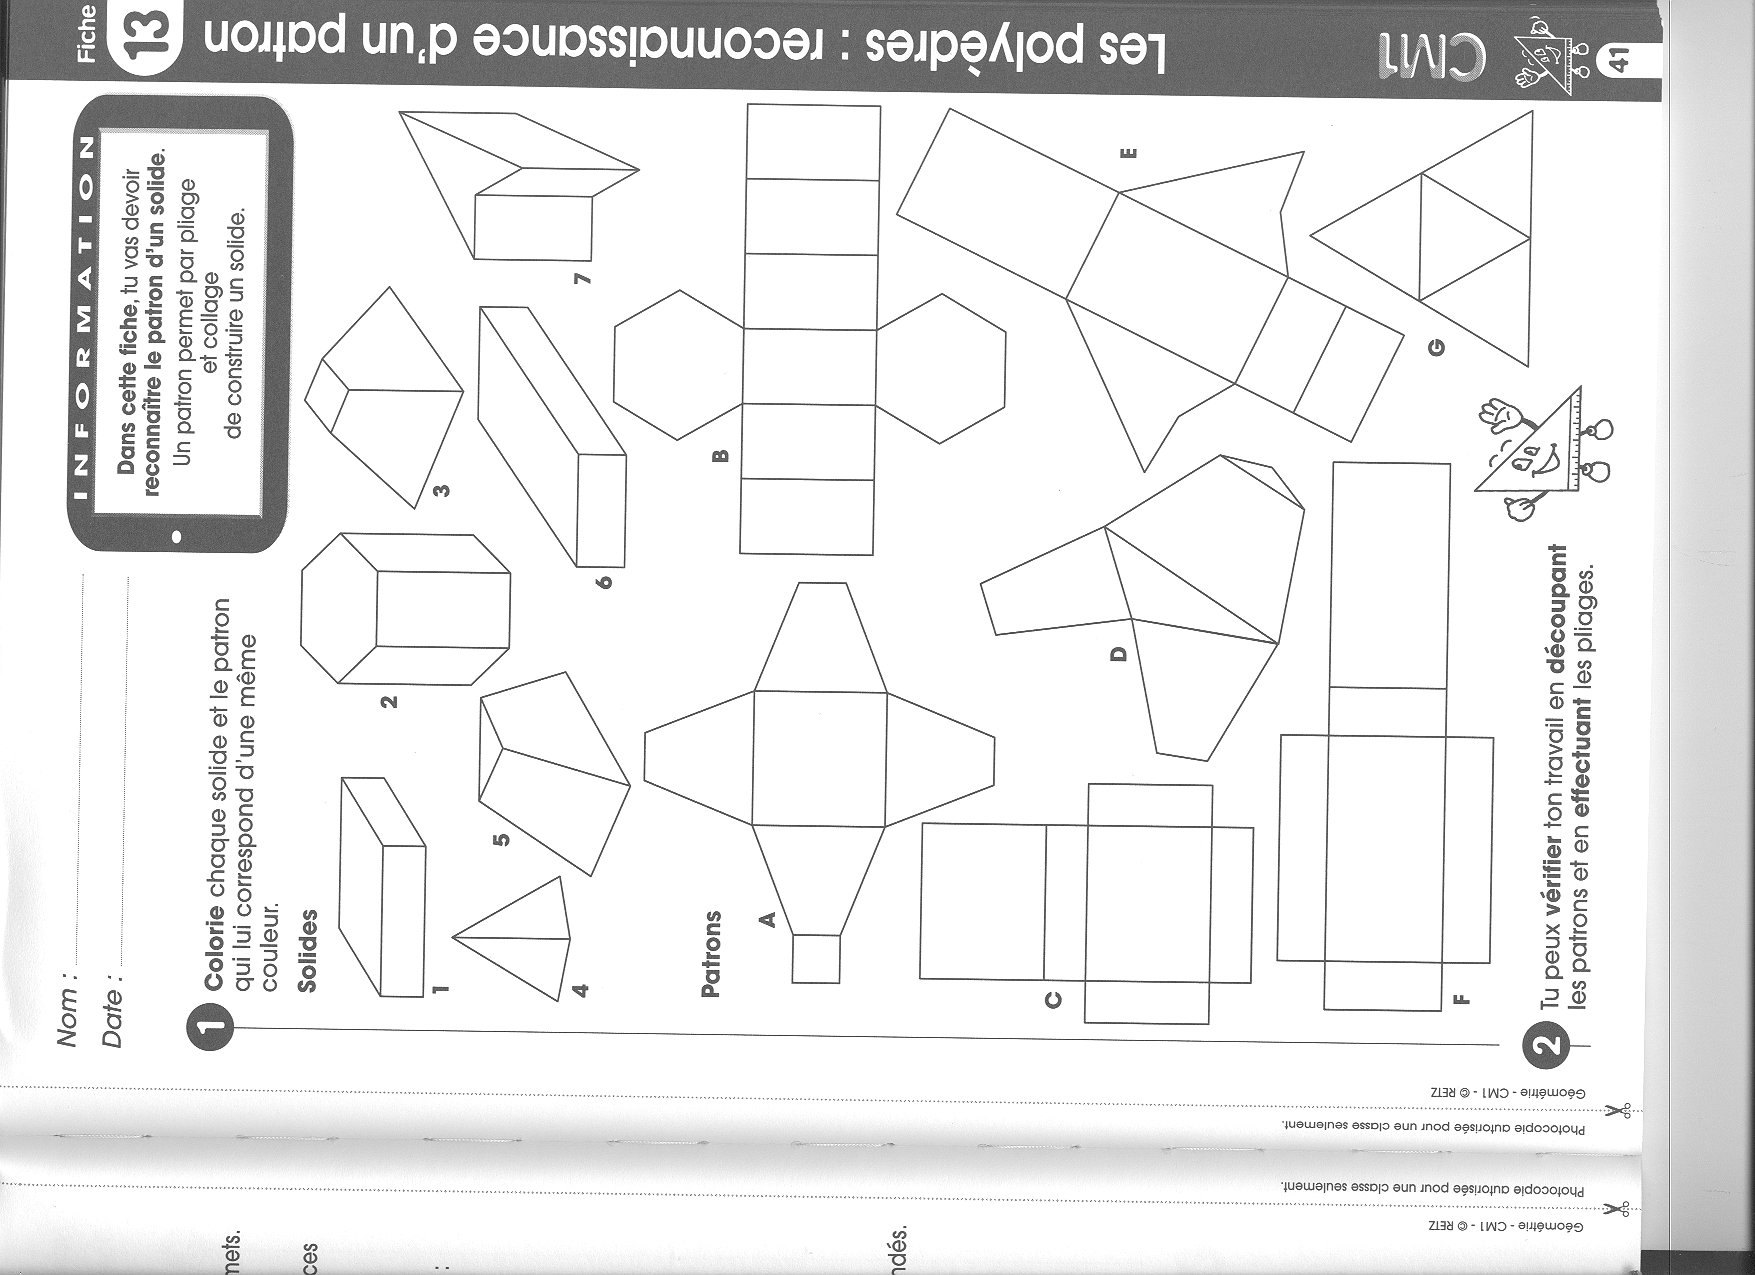 Fiche
13
Les polyèdres : reconnaissance d'un patron
CM1
41
Nom :
Date :
INFORMATION
Dans cette fiche, tu vas devoir
reconnaître le patron d'un solide.
Un patron permet par pliage
et collage
de construire un solide.
1
Colorie chaque solide et le patron
qui lui correspond d'une même
couleur.
Solides
1
2
3
4
5
6
7
Patrons
A
B
C
D
E
F
G
2
Tu peux vérifier ton travail en découpant
les patrons et en effectuant les pliages.
Géométrie - CM1 - © RETZ
Photocopie autorisée pour une classe seulement.
Photocopie autorisée pour une classe seulement.
Géométrie - CM1 - © RETZ
mets.
ces
:
ndés.